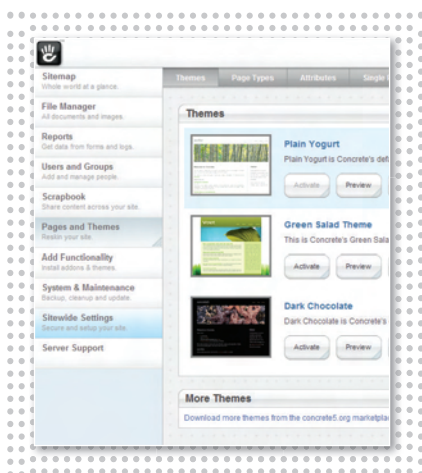 Sitemap
Whole world at a glance.
File Manager
All documents and images.
Reports
Get data from forms and logs.
Users and Groups
Add and manage people.
Scrapbook
Share content across your site.
Pages and Themes
Reskin your site.
Add Functionality
Install addons & themes.
System & Maintenance
Backup, cleanup and update.
Sitewide Settings
Secure and setup your site.
Server Support
Themes Page Types Attributes Single
Themes
Plain Yogurt
Plain Yogurt is Concrete's def
Activate Preview
Green Salad Theme
This is Concrete's Green Sala
Activate Preview
Dark Chocolate
Dark Chocolate is Concrete's
Activate Preview
More Themes
Download more themes from the concrete5.org marketpla